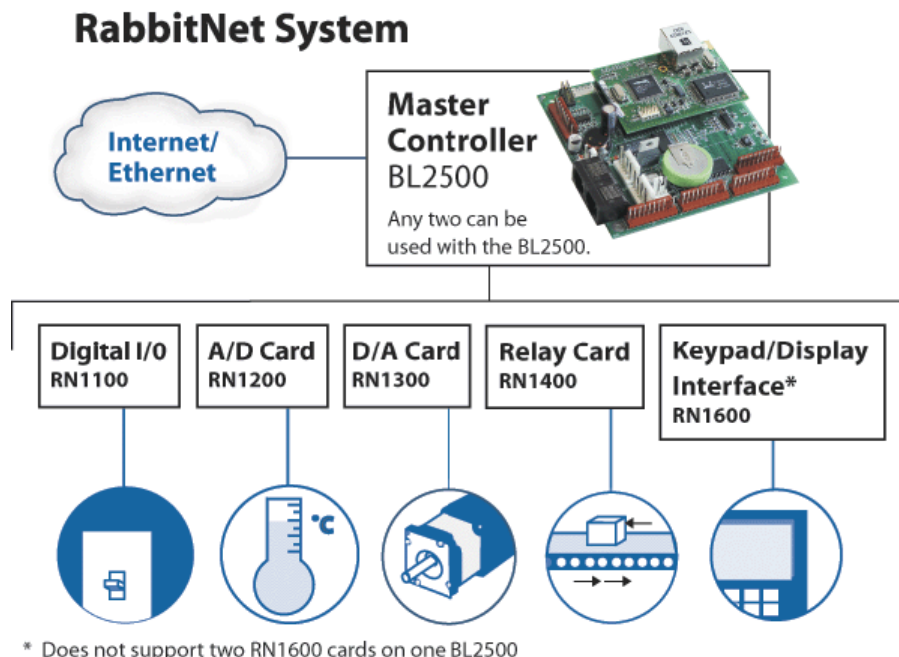 RabbitNet System
Internet/
Ethernet
Master
Controller
BL2500
Any two can be
used with the BL2500.
Digital I/0
RN1100
A/D Card
RN1200
D/A Card
RN1300
Relay Card
RN1400
Keypad/Display
Interface*
RN1600
°C
* Does not support two RN1600 cards on one BL2500